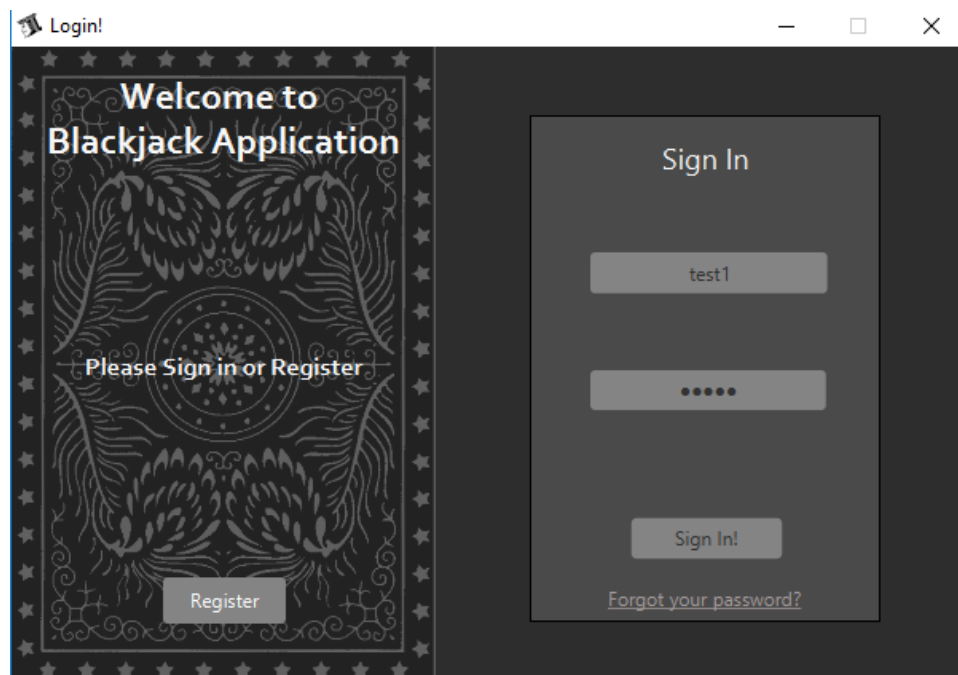 Login!
Welcome to
Blackjack Application
Please Sign in or Register
Register
Sign In
test1
•••••
Sign In!
Forgot your password?